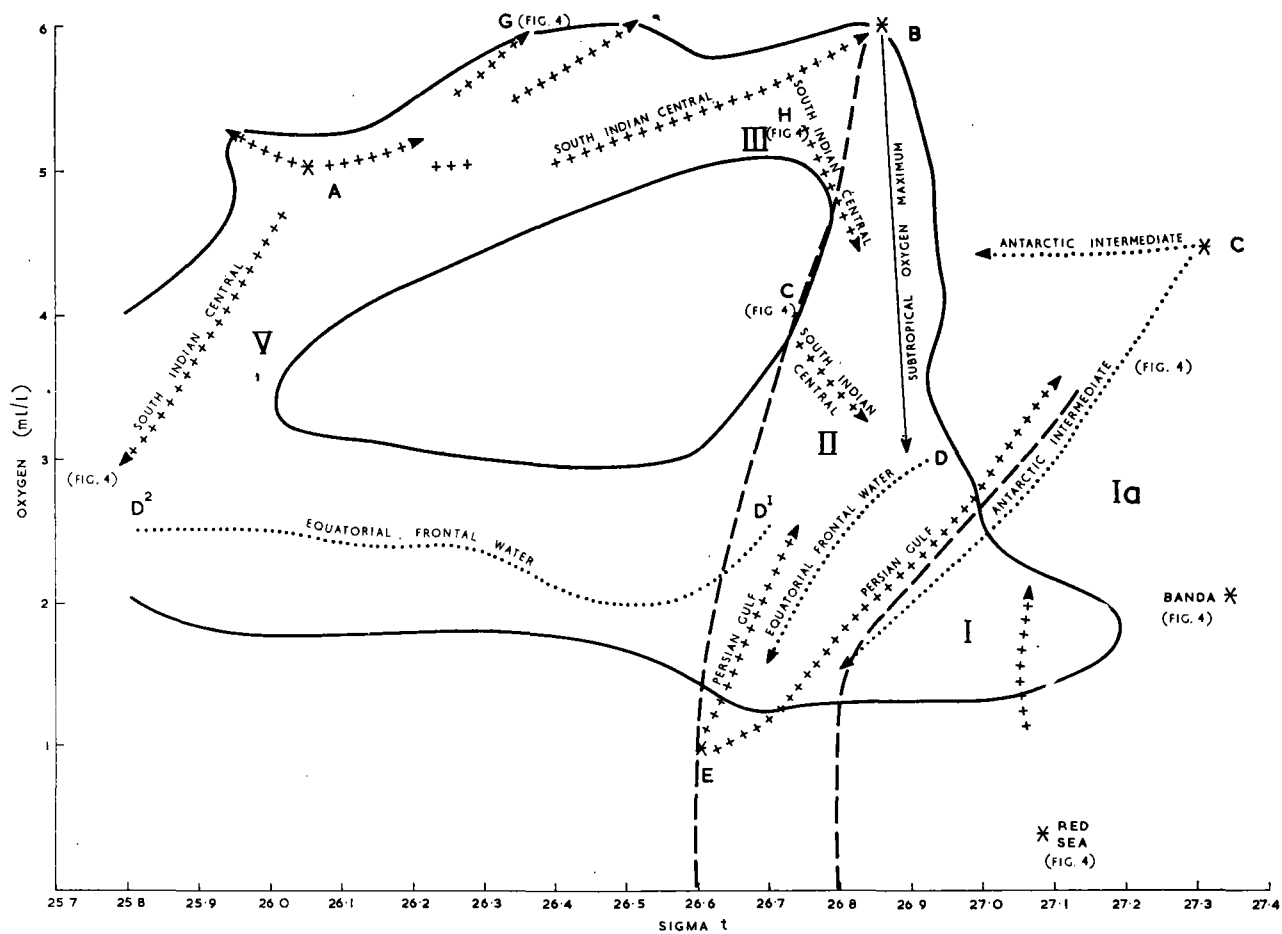 6
5
4
3
2
1
OXYGEN (ml/l)
G (FIG. 4)
B
SOUTH INDIAN CENTRAL
H
(FIG 4)
III
SOUTH INDIAN CENTRAL
SUBTROPICAL OXYGEN MAXIMUM
A
ANTARCTIC INTERMEDIATE
C
SOUTH INDIAN CENTRAL
V
C
(FIG 4)
SOUTH INDIAN
CENTRAL
(FIG. 4)
ANTARCTIC INTERMEDIATE
II
(FIG. 4)
D²
EQUATORIAL FRONTAL WATER
D¹
D
EQUATORIAL FRONTAL WATER
PERSIAN GULF
PERSIAN GULF
Ia
BANDA
(FIG. 4)
I
E
RED
SEA
(FIG. 4)
25.7 25.8 25.9 26.0 26.1 26.2 26.3 26.4 26.5 26.6 26.7 26.8 26.9 27.0 27.1 27.2 27.3 27.4
SIGMA t